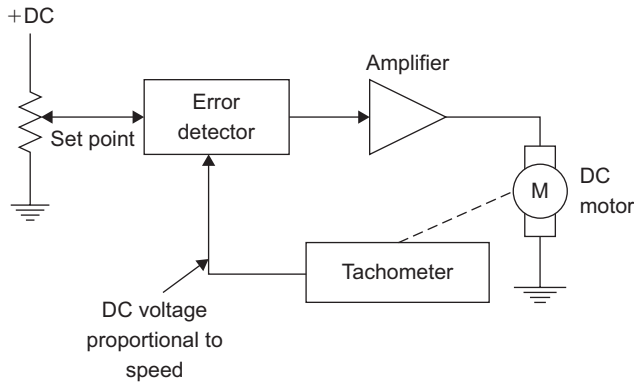 +DC
Amplifier
Error
detector
Set point
M
DC
motor
Tachometer
DC voltage
proportional to
speed